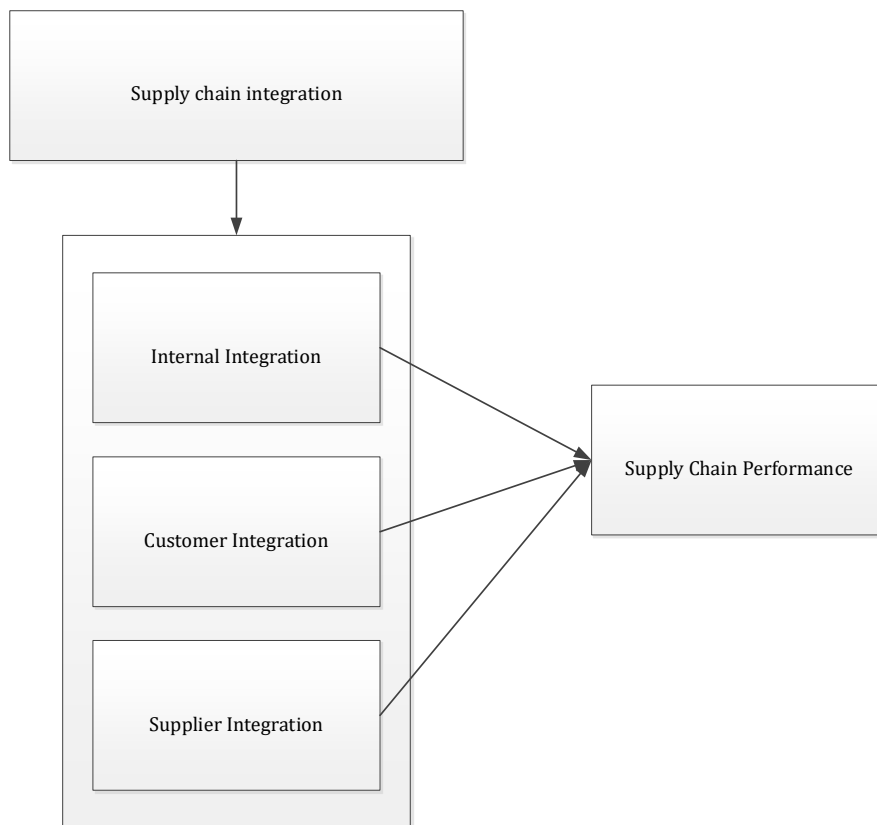 Supply chain integration
Internal Integration
Customer Integration
Supply Chain Performance
Supplier Integration